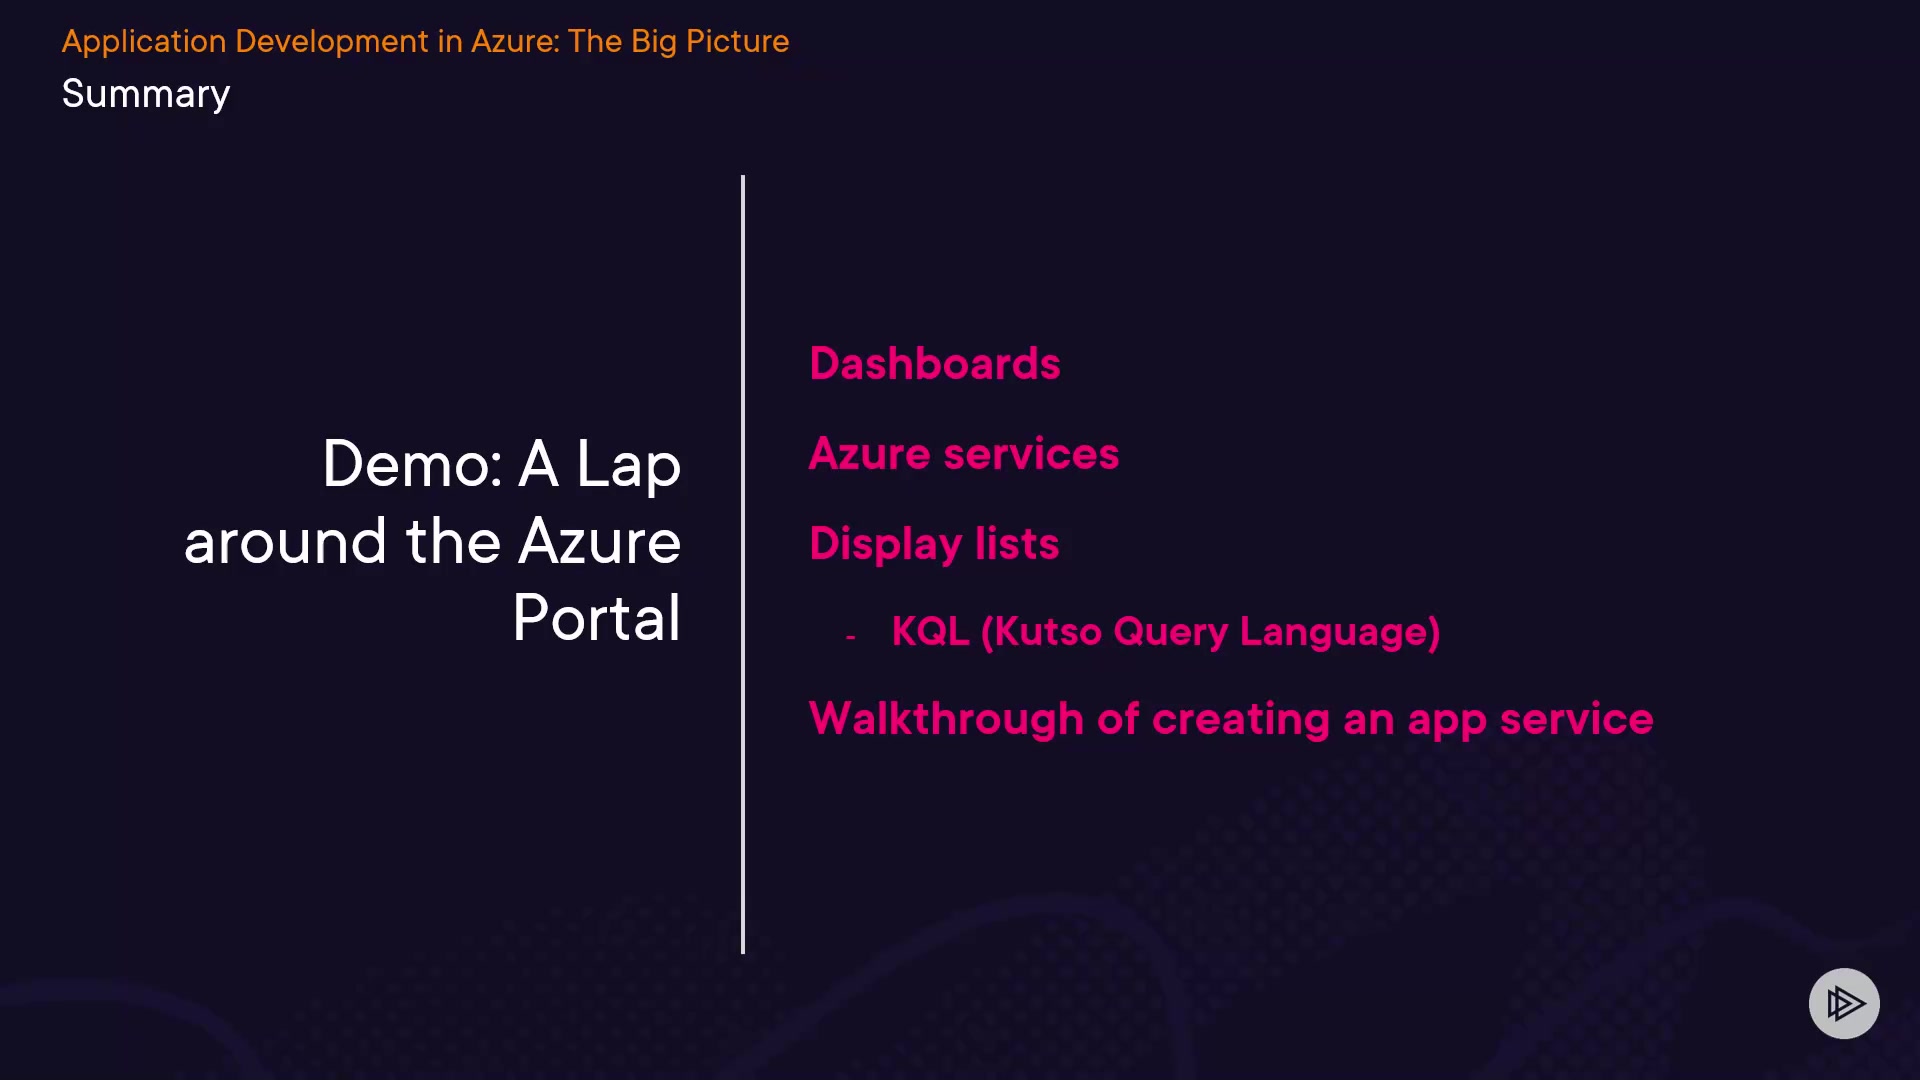 Application Development in Azure: The Big Picture
Summary
Demo: A Lap
around the Azure
Portal
Dashboards
Azure services
Display lists
- KQL (Kutso Query Language)
Walkthrough of creating an app service